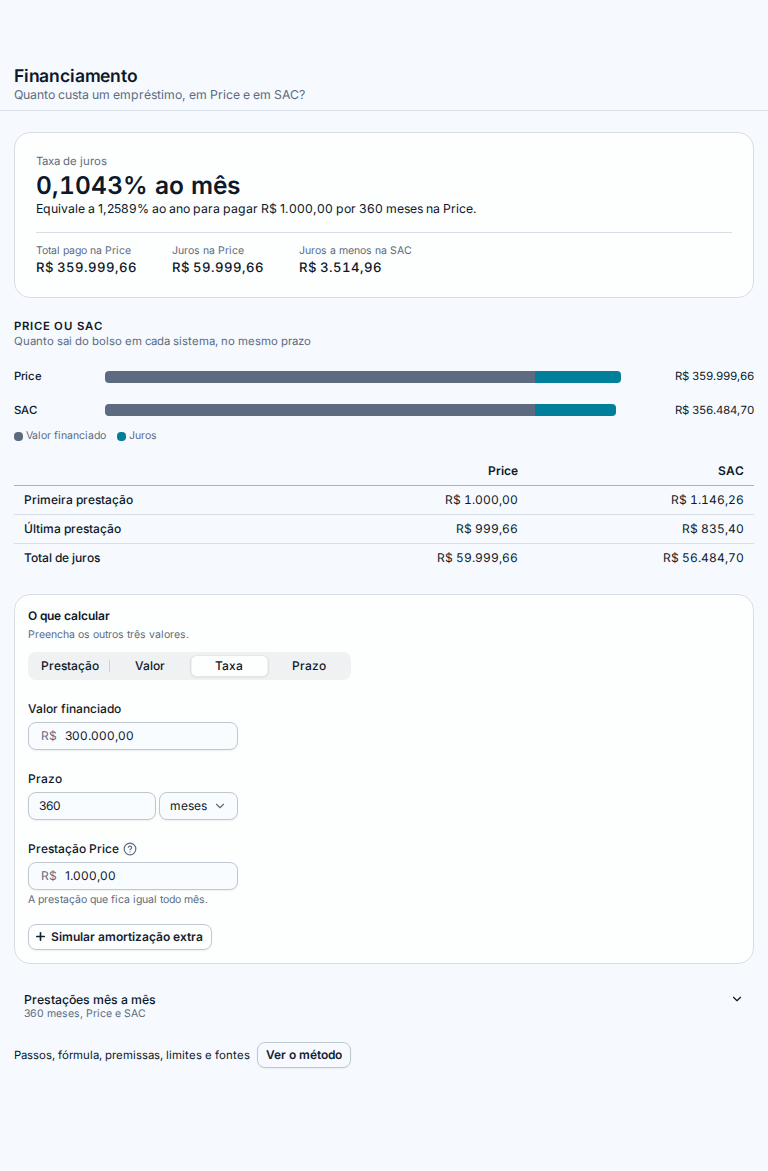 Financiamento
Quanto custa um empréstimo, em Price e em SAC?
Taxa de juros
0,1043% ao mês
Equivale a 1,2589% ao ano para pagar R$ 1.000,00 por 360 meses na Price.
Total pago na Price Juros na Price Juros a menos na SAC
R$ 359.999,66 R$ 59.999,66 R$ 3.514,96
PRICE OU SAC
Quanto sai do bolso em cada sistema, no mesmo prazo
Price R$ 359.999,66
SAC R$ 356.484,70
Valor financiado Juros
Price SAC
Primeira prestação R$ 1.000,00 R$ 1.146,26
Última prestação R$ 999,66 R$ 835,40
Total de juros R$ 59.999,66 R$ 56.484,70
O que calcular
Preencha os outros três valores.
Prestação Valor Taxa Prazo
Valor financiado
R$ 300.000,00
Prazo
360 meses
Prestação Price ?
R$ 1.000,00
A prestação que fica igual todo mês.
+ Simular amortização extra
Prestações mês a mês
360 meses, Price e SAC
Passos, fórmula, premissas, limites e fontes Ver o método